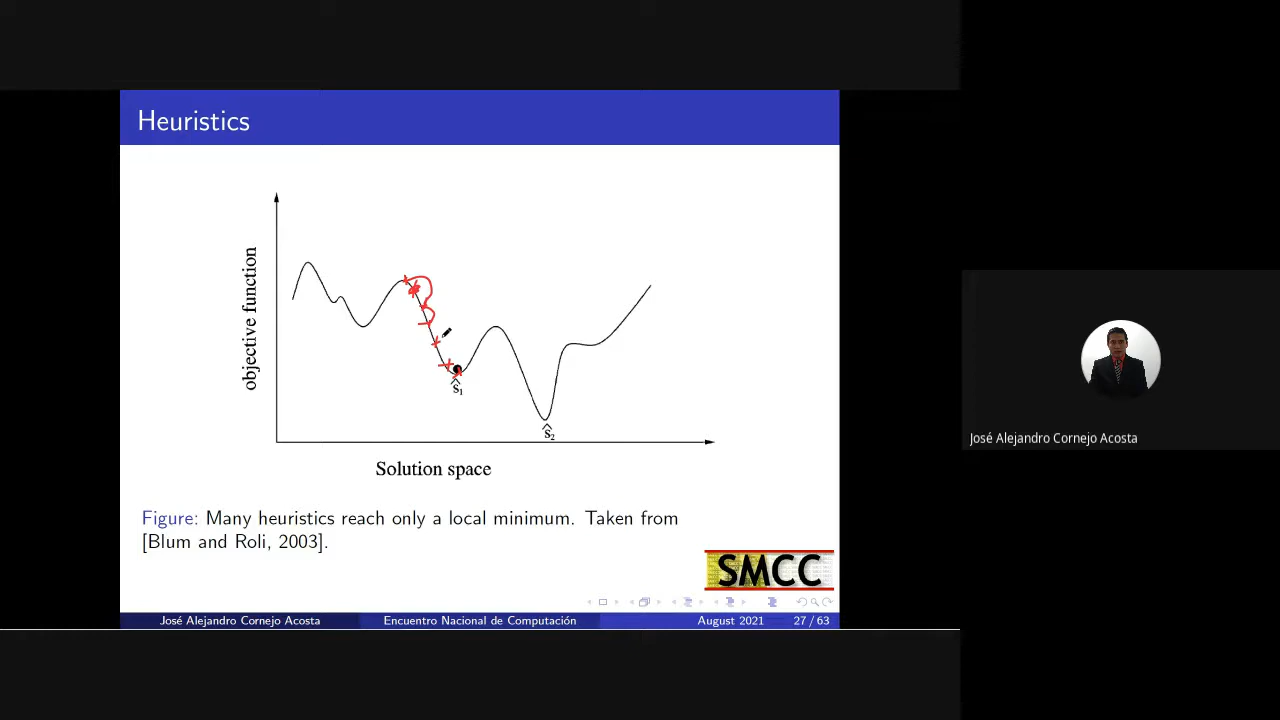 Heuristics
objective function
ŝ1
ŝ2
Solution space
Figure: Many heuristics reach only a local minimum. Taken from
[Blum and Roli, 2003].
SMCC
José Alejandro Cornejo Acosta
Encuentro Nacional de Computación
August 2021
27 / 63
José Alejandro Cornejo Acosta